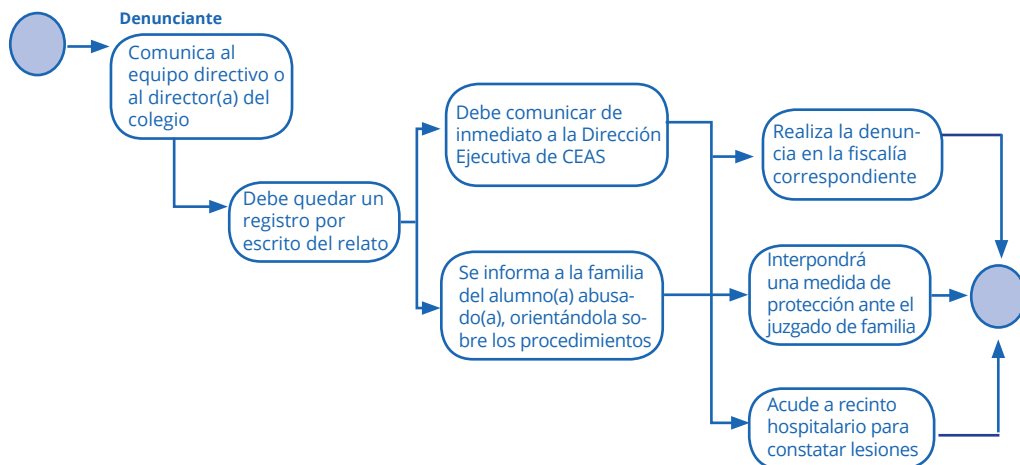 Denunciante
Comunica al
equipo directivo o
al director(a) del
colegio
Debe quedar un
registro por
escrito del relato
Debe comunicar de
inmediato a la Dirección
Ejecutiva de CEAS
Se informa a la familia
del alumno(a) abusa-
do(a), orientándola so-
bre los procedimientos
Realiza la denun-
cia en la fiscalía
correspondiente
Interpondrá
una medida de
protección ante el
juzgado de familia
Acude a recinto
hospitalario para
constatar lesiones